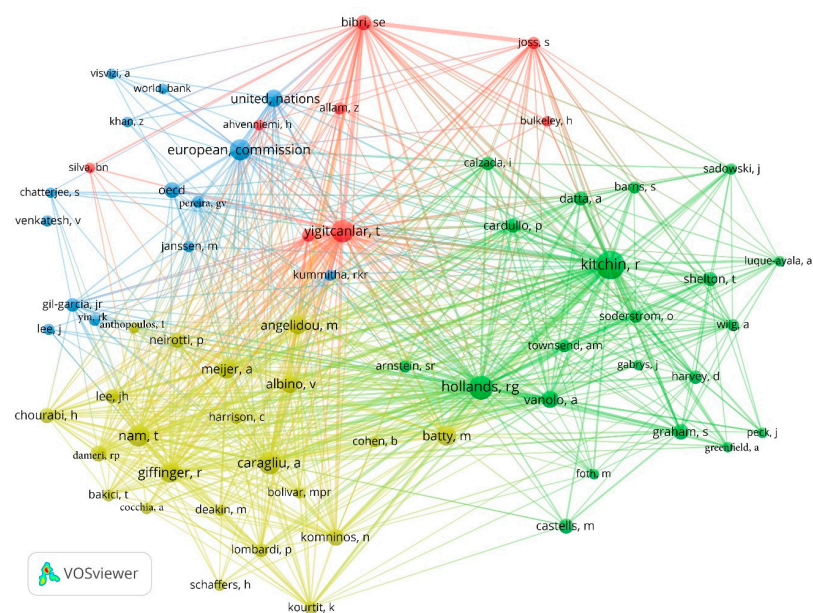 bibri, se
joss, s
visvizi, a
world, bank
united, nations
allam, z
khan, z
ahvenniemi, h
bulkeley, h
european, commission
silva, bn
calzada, i
sadowski, j
chatterjee, s
oecd
pereira, gv
datta, a
barns, s
venkatesh, v
yigitcanlar, t
cardullo, p
janssen, m
kitchin, r
luque-ayala, a
kummitha, rkr
shelton, t
gil-garcia, jr
yin, rk
anthopoulos, l
angelidou, m
soderstrom, o
wiig, a
lee, j
neirotti, p
townsend, am
meijer, a
arnstein, sr
gabrys, j
harvey, d
albino, v
hollands, rg
lee, jh
vanolo, a
chourabi, h
harrison, c
nam, t
cohen, b
batty, m
graham, s
peck, j
greenfield, a
dameri, rp
giffinger, r
caragliu, a
foth, m
bakici, t
bolivar, mpr
cocchia, a
deakin, m
castells, m
komninos, n
lombardi, p
VOSviewer
schaffers, h
kourtit, k